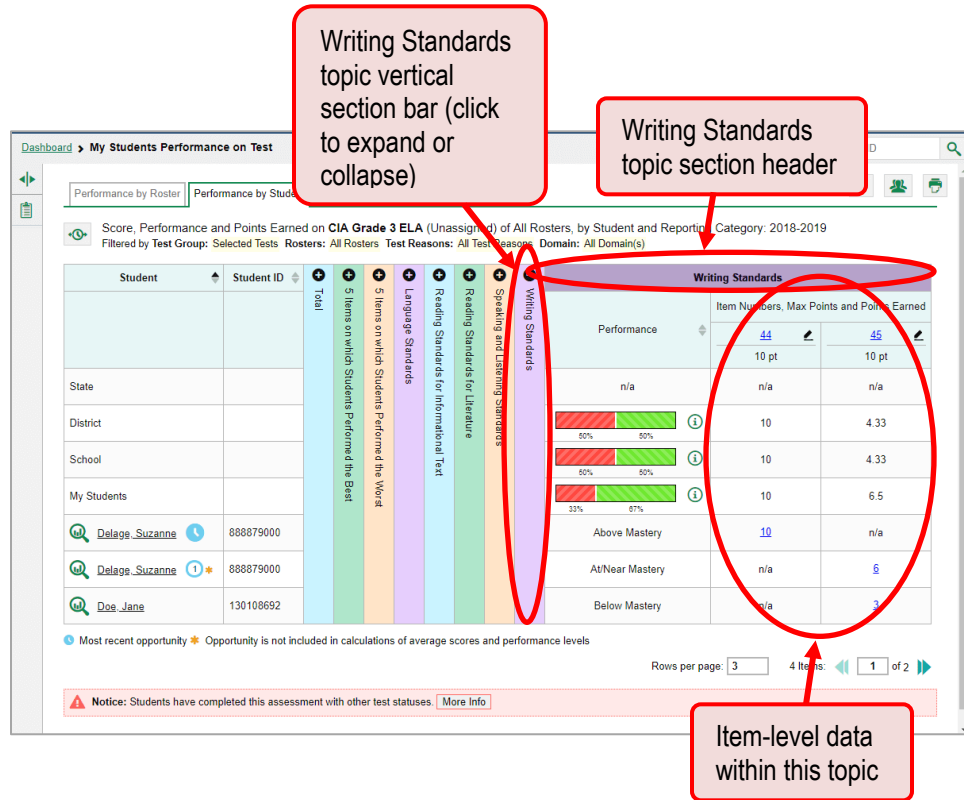 Writing Standards
topic vertical
section bar (click
to expand or
collapse)
Writing Standards
topic section header
Dashboard > My Students Performance on Test
D
Performance by Roster
Performance by Stude
Score, Performance and Points Earned on CIA Grade 3 ELA (Unassigned) of All Rosters, by Student and Reporting Category: 2018-2019
Filtered by Test Group: Selected Tests Rosters: All Rosters Test Reasons: All Test Reasons Domain: All Domain(s)
Student
Student ID
Total
5 Items on which Students Performed the Best
5 Items on which Students Performed the Worst
Language Standards
Reading Standards for Informational Text
Reading Standards for Literature
Speaking and Listening Standards
Writing Standards
Writing Standards
Performance
Item Numbers, Max Points and Points Earned
44 45
10 pt 10 pt
State n/a n/a n/a
District 50% 50% 10 4.33
School 50% 50% 10 4.33
My Students 33% 67% 10 6.5
Delage, Suzanne 888879000 Above Mastery 10 n/a
Delage, Suzanne 1 * 888879000 At/Near Mastery n/a 6
Doe, Jane 130108692 Below Mastery n/a 3
Most recent opportunity * Opportunity is not included in calculations of average scores and performance levels
Rows per page: 3 4 Items: 1 of 2
Notice: Students have completed this assessment with other test statuses. More Info
Item-level data
within this topic